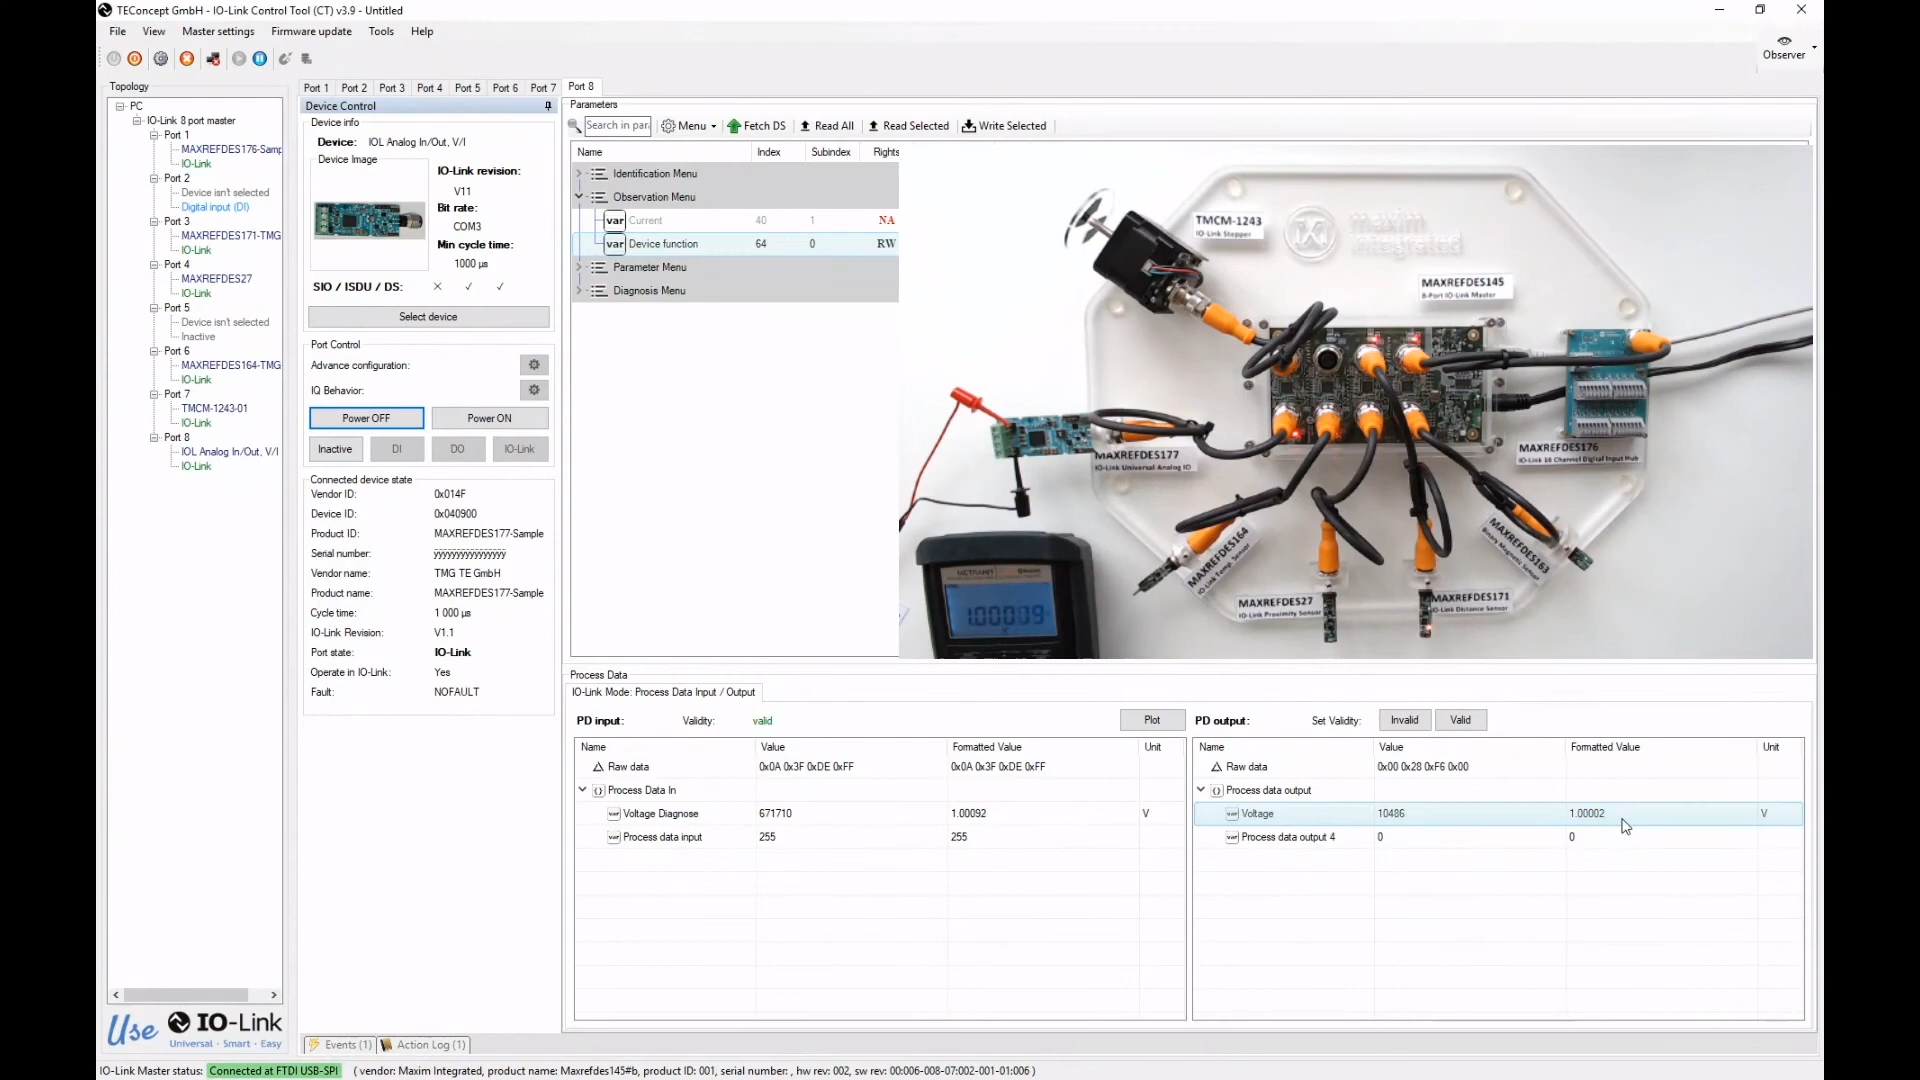 TEConcept GmbH - IO-Link Control Tool (CT) v3.9 - Untitled
File View Master settings Firmware update Tools Help
Observer
Topology
PC
IO-Link 8 port master
Port 1
MAXREFDES176-Samp
IO-Link
Port 2
Device isn't selected
Digital input (DI)
Port 3
MAXREFDES171-TMG
IO-Link
Port 4
MAXREFDES27
IO-Link
Port 5
Device isn't selected
Inactive
Port 6
MAXREFDES164-TMG
IO-Link
Port 7
TMCM-1243-01
IO-Link
Port 8
IOL Analog In/Out, V/I
IO-Link
Use IO-Link
Universal · Smart · Easy
Port 1 Port 2 Port 3 Port 4 Port 5 Port 6 Port 7 Port 8
Device Control
Device info
Device: IOL Analog In/Out, V/I
Device Image
IO-Link revision:
V11
Bit rate:
COM3
Min cycle time:
1000 µs
SIO / ISDU / DS:
Select device
Port Control
Advance configuration:
IQ Behavior:
Power OFF Power ON
Inactive DI DO IO-Link
Connected device state
Vendor ID: 0x014F
Device ID: 0x040900
Product ID: MAXREFDES177-Sample
Serial number: ÿÿÿÿÿÿÿÿÿÿÿÿÿÿÿÿ
Vendor name: TMG TE GmbH
Product name: MAXREFDES177-Sample
Cycle time: 1 000 µs
IO-Link Revision: V1.1
Port state: IO-Link
Operate in IO-Link: Yes
Fault: NOFAULT
Events (1) Action Log (1)
Parameters
Search in para Menu Fetch DS Read All Read Selected Write Selected
Name Index Subindex Rights
Identification Menu
Observation Menu
var Current 40 1 NA
var Device function 64 0 RW
Parameter Menu
Diagnosis Menu
TMCM-1243
IO-Link Stepper
maxim
integrated
MAXREFDES145
8-Port IO-Link Master
MAXREFDES177
IO-Link Universal Analog IO
MAXREFDES176
IO-Link 16 Channel Digital Input Hub
MAXREFDES164
IO-Link Temp. Sensor
MAXREFDES27
IO-Link Proximity Sensor
MAXREFDES171
IO-Link Distance Sensor
MAXREFDES163
Binary Magnetic Sensor
1.00009
Process Data
IO-Link Mode: Process Data Input / Output
PD input: Validity: valid Plot
Name Value Formatted Value Unit
Raw data 0x0A 0x3F 0xDE 0xFF 0x0A 0x3F 0xDE 0xFF
{} Process Data In
var Voltage Diagnose 671710 1.00092 V
var Process data input 255 255
PD output: Set Validity: Invalid Valid
Name Value Formatted Value Unit
Raw data 0x00 0x28 0xF6 0x00
{} Process data output
var Voltage 10486 1.00002 V
var Process data output 4 0 0
IO-Link Master status: Connected at FTDI USB-SPI ( vendor: Maxim Integrated, product name: Maxrefdes145#b, product ID: 001, serial number: , hw rev: 002, sw rev: 00:006-008-07:002-001-01:006 )